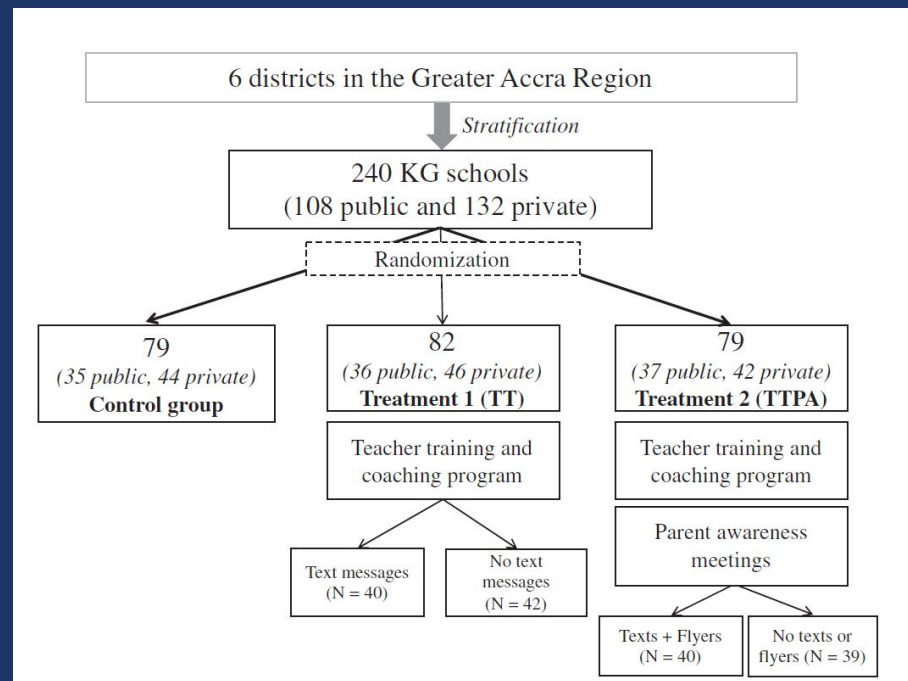 6 districts in the Greater Accra Region
Stratification
240 KG schools
(108 public and 132 private)
Randomization
79
(35 public, 44 private)
Control group
82
(36 public, 46 private)
Treatment 1 (TT)
79
(37 public, 42 private)
Treatment 2 (TTPA)
Teacher training and
coaching program
Teacher training and
coaching program
Parent awareness
meetings
Text messages
(N = 40)
No text
messages
(N = 42)
Texts + Flyers
(N = 40)
No texts or
flyers (N = 39)